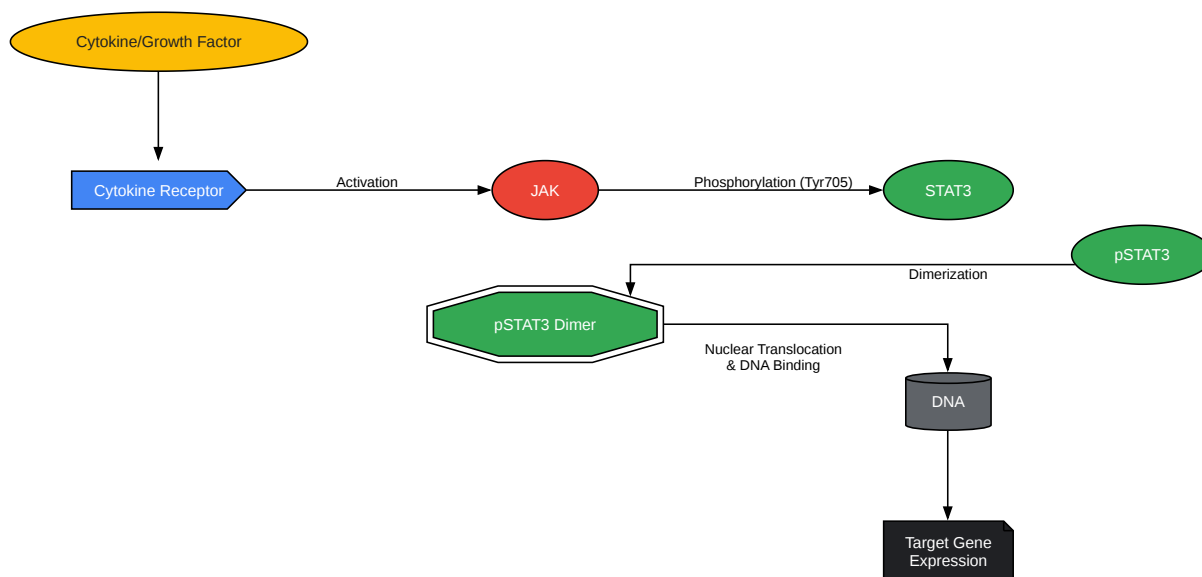 Cytokine/Growth Factor
Cytokine Receptor
Activation
JAK
Phosphorylation (Tyr705)
STAT3
pSTAT3
Dimerization
pSTAT3 Dimer
Nuclear Translocation
& DNA Binding
DNA
Target Gene
Expression